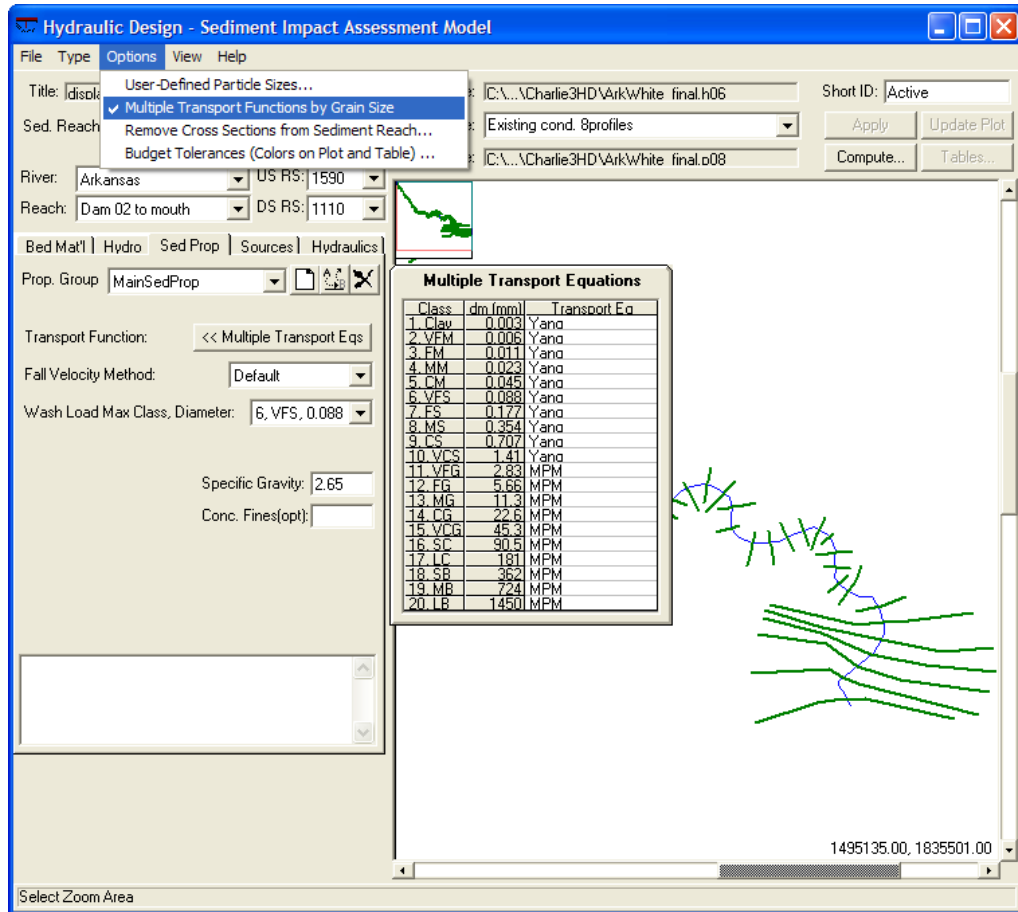 Hydraulic Design - Sediment Impact Assessment Model
File Type Options View Help
User-Defined Particle Sizes...
Multiple Transport Functions by Grain Size
Remove Cross Sections from Sediment Reach...
Budget Tolerances (Colors on Plot and Table) ...
Title:
C:\...\Charlie3HD\ArkWhite final.h06
Short ID: Active
Sed. Reach
Existing cond. 8profiles
Apply Update Plot
C:\...\Charlie3HD\ArkWhite final.p08
Compute... Tables...
River: Arkansas US RS: 1590
Reach: Dam 02 to mouth DS RS: 1110
Bed Mat'l Hydro Sed Prop Sources Hydraulics
Prop. Group MainSedProp
Transport Function: << Multiple Transport Eqs
Fall Velocity Method: Default
Wash Load Max Class, Diameter: 6, VFS, 0.088
Specific Gravity: 2.65
Conc. Fines(opt):
Multiple Transport Equations
Class dm (mm) Transport Eq
1. Clay 0.003 Yang
2. VFM 0.006 Yang
3. FM 0.011 Yang
4. MM 0.023 Yang
5. CM 0.045 Yang
6. VFS 0.088 Yang
7. FS 0.177 Yang
8. MS 0.354 Yang
9. CS 0.707 Yang
10. VCS 1.41 Yang
11. VFG 2.83 MPM
12. FG 5.66 MPM
13. MG 11.3 MPM
14. CG 22.6 MPM
15. VCG 45.3 MPM
16. SC 90.5 MPM
17. LC 181 MPM
18. SB 362 MPM
19. MB 724 MPM
20. LB 1450 MPM
1495135.00, 1835501.00
Select Zoom Area